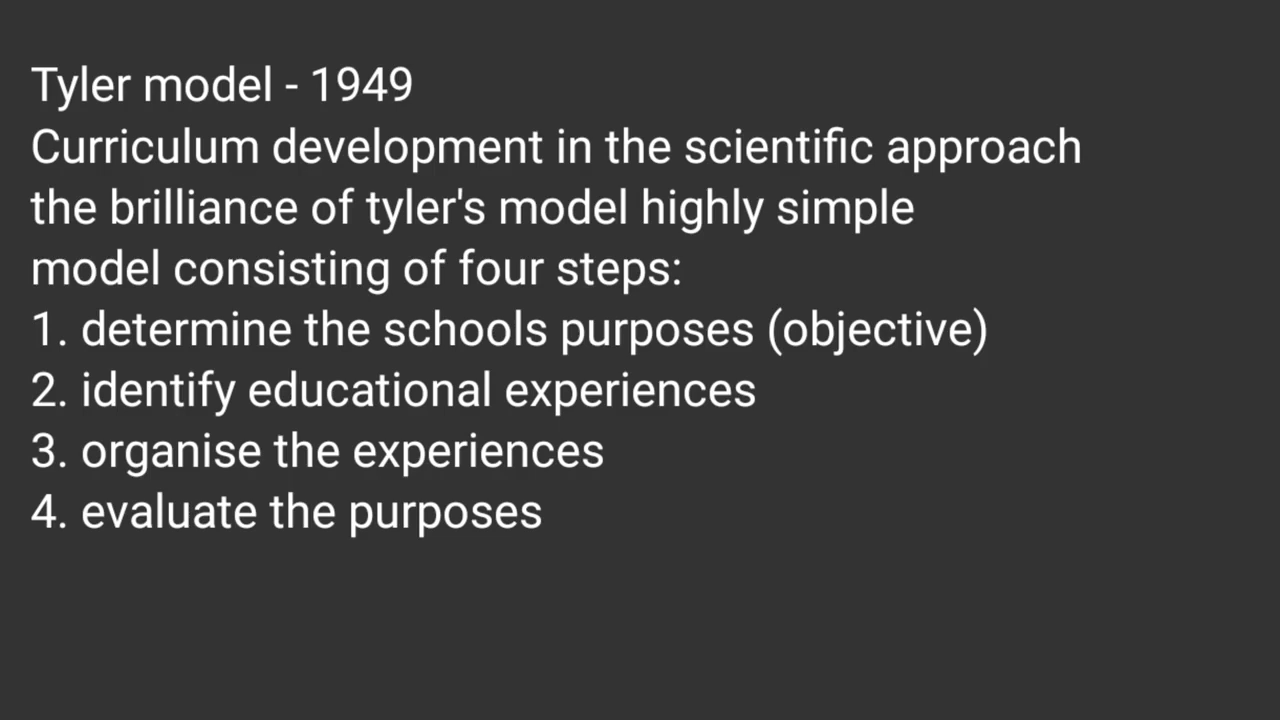 Tyler model - 1949
Curriculum development in the scientific approach
the brilliance of tyler's model highly simple
model consisting of four steps:
1. determine the schools purposes (objective)
2. identify educational experiences
3. organise the experiences
4. evaluate the purposes